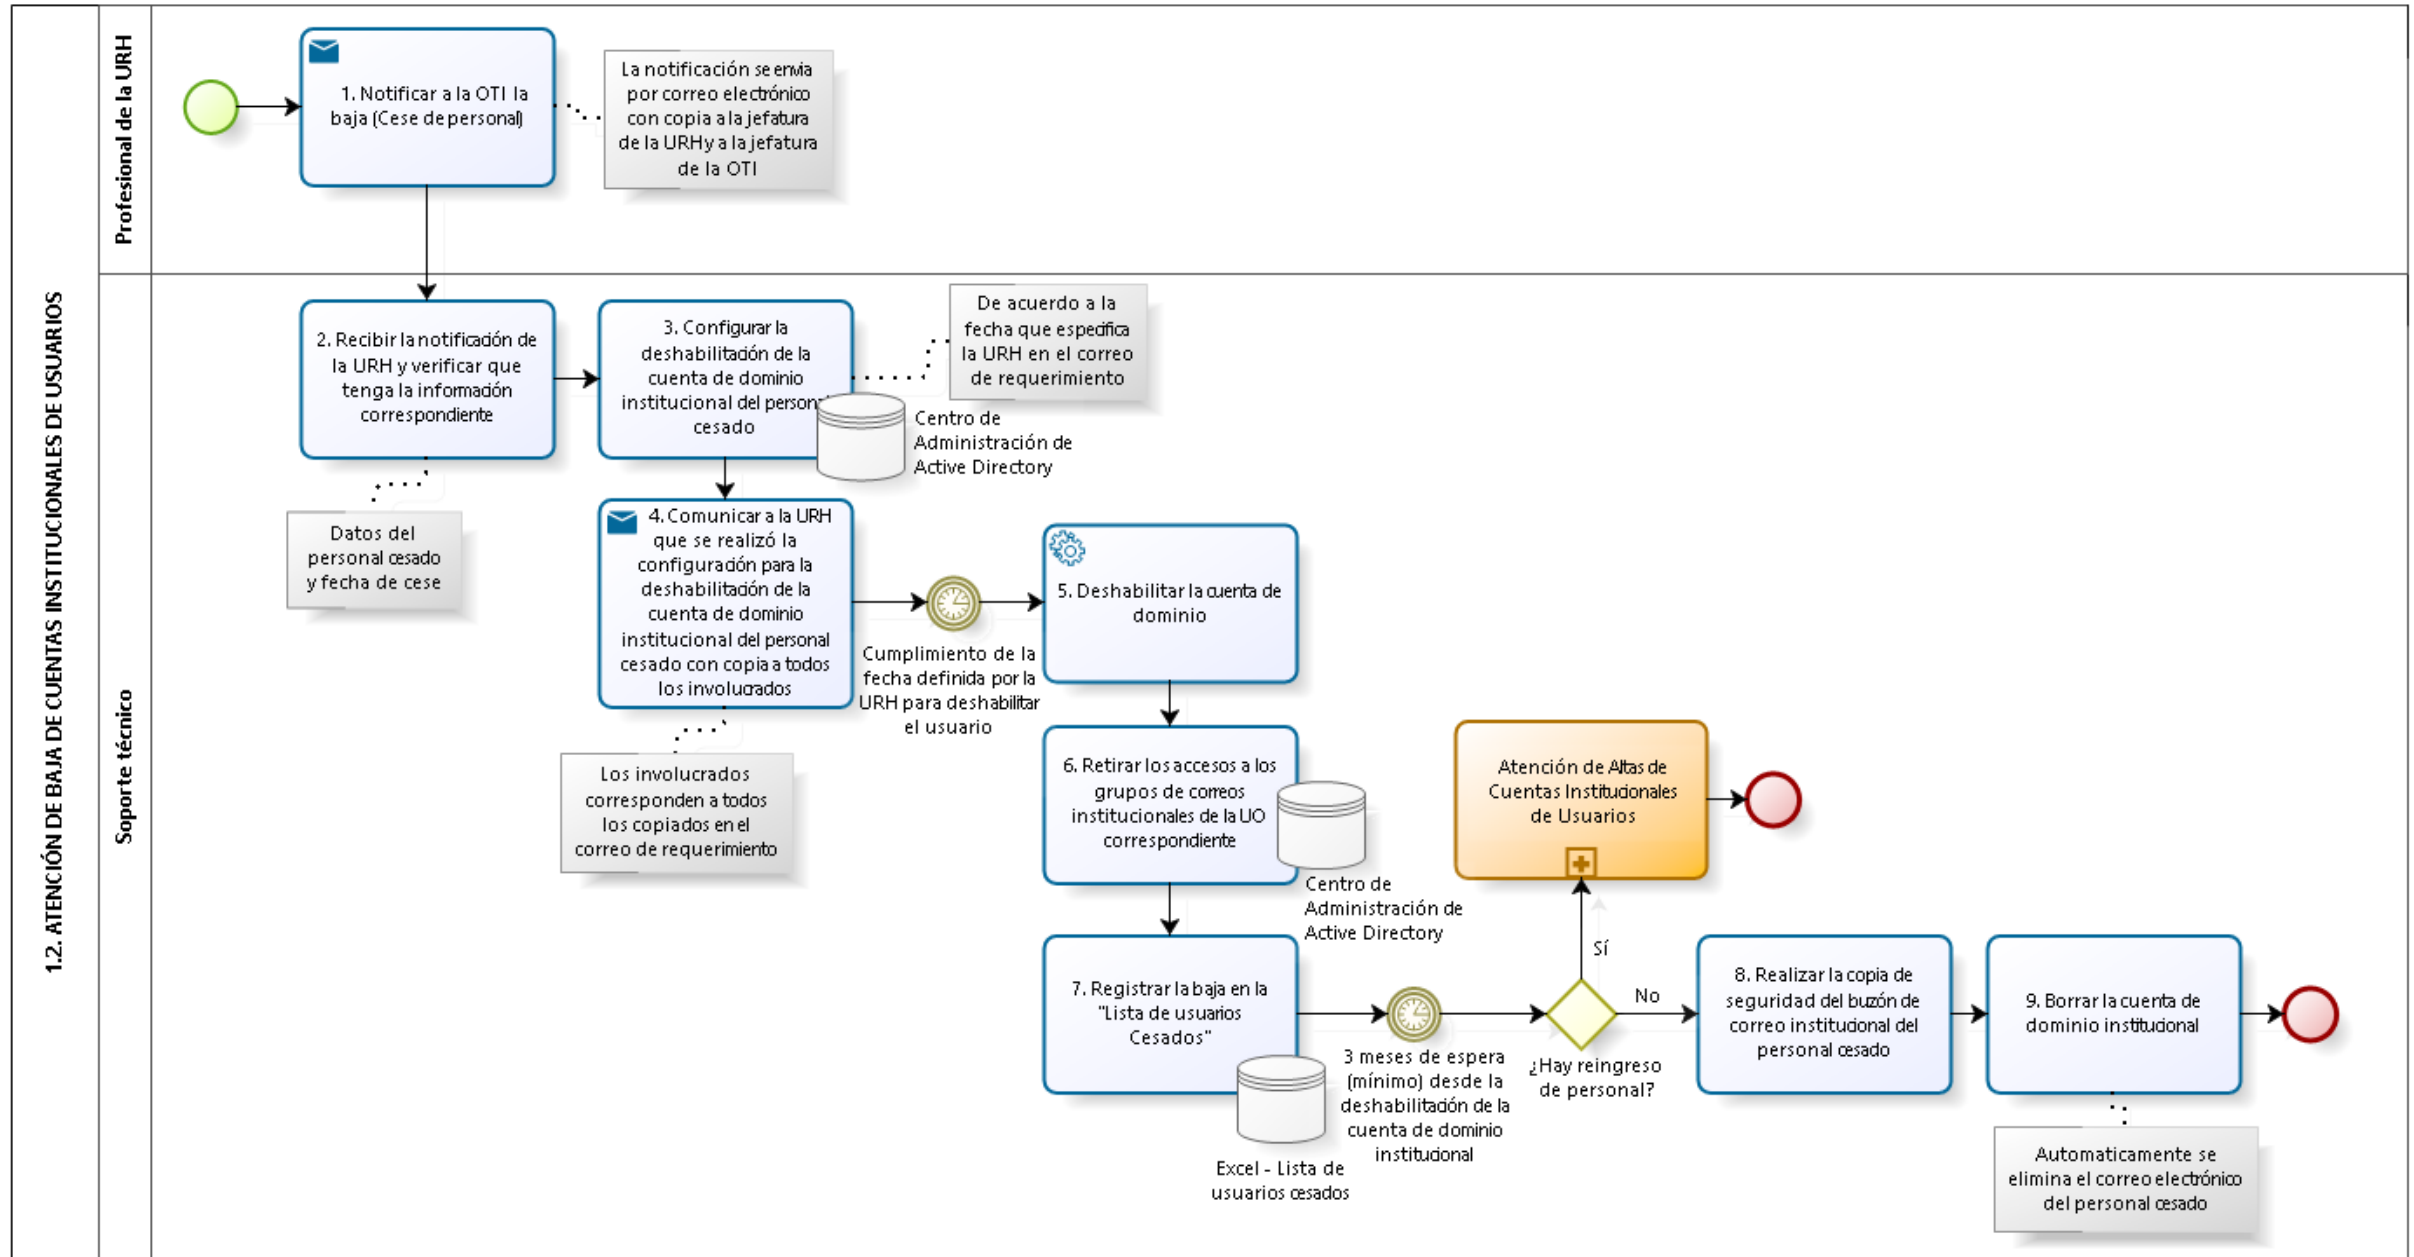 1.2. ATENCIÓN DE BAJA DE CUENTAS INSTITUCIONALES DE USUARIOS
Profesional de la URH
1. Notificar a la OTI la
baja (Cese de personal)
La notificación se envia
por correo electrónico
con copia a la jefatura
de la URH y a la jefatura
de la OTI
Soporte técnico
2. Recibir la notificación de
la URH y verificar que
tenga la información
correspondiente
Datos del
personal cesado
y fecha de cese
3. Configurar la
deshabilitación de la
cuenta de dominio
institucional del personal
cesado
De acuerdo a la
fecha que especifica
la URH en el correo
de requerimiento
Centro de
Administración de
Active Directory
4. Comunicar a la URH
que se realizó la
configuración para la
deshabilitación de la
cuenta de dominio
institucional del personal
cesado con copia a todos
los involucrados
Los involucrados
corresponden a todos
los copiados en el
correo de requerimiento
Cumplimiento de la
fecha definida por la
URH para deshabilitar
el usuario
5. Deshabilitar la cuenta de
dominio
6. Retirar los accesos a los
grupos de correos
institucionales de la UO
correspondiente
Centro de
Administración de
Active Directory
7. Registrar la baja en la
"Lista de usuarios
Cesados"
Excel - Lista de
usuarios cesados
3 meses de espera
(mínimo) desde la
deshabilitación de la
cuenta de dominio
institucional
¿Hay reingreso
de personal?
Sí
Atención de Altas de
Cuentas Institucionales
de Usuarios
No
8. Realizar la copia de
seguridad del buzón de
correo institucional del
personal cesado
9. Borrar la cuenta de
dominio institucional
Automaticamente se
elimina el correo electrónico
del personal cesado